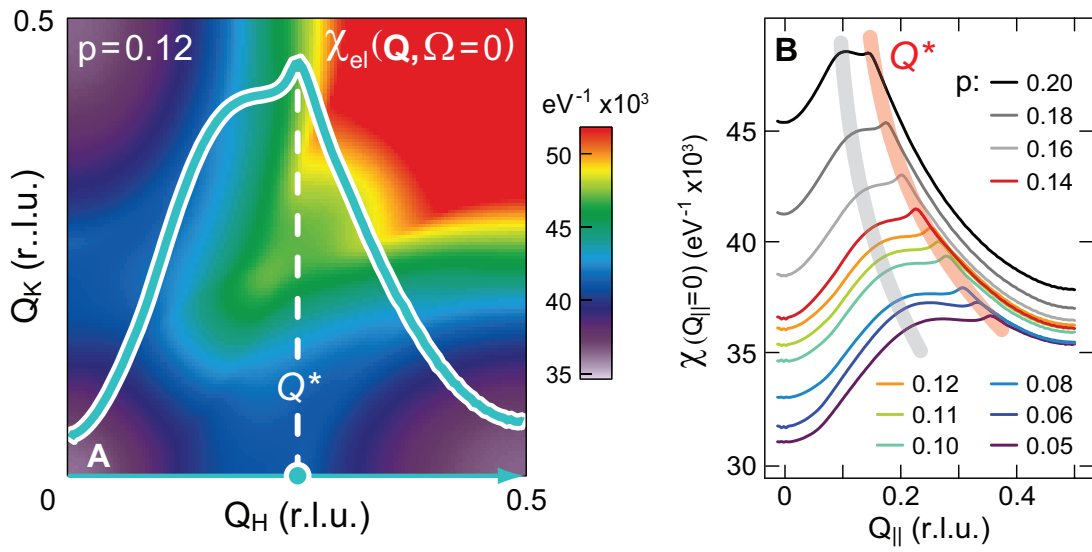 0.5
p=0.12
χel(Q,Ω=0)
eV⁻¹ x10³
50
45
40
35
QK (r..l.u.)
Q*
A
0
0.5
QH (r.l.u.)
B
Q*
p:
0.20
0.18
0.16
0.14
45
40
35
30
χ(Q||=0) (eV⁻¹ x10³)
0.12
0.11
0.10
0.08
0.06
0.05
0
0.2
0.4
Q|| (r.l.u.)